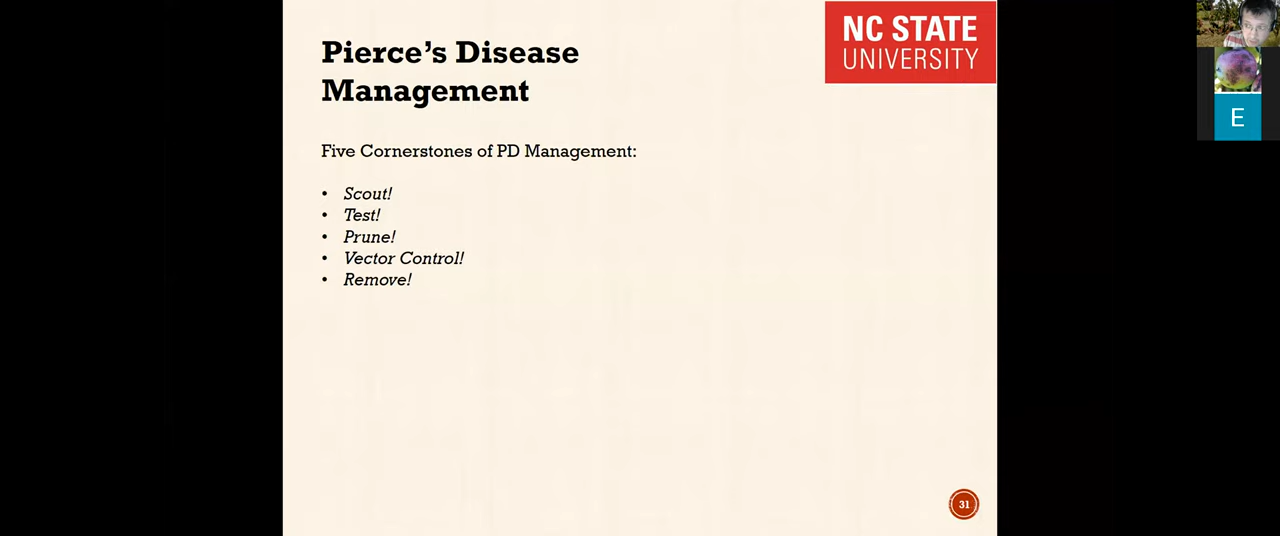 Pierce's Disease
Management
NC STATE
UNIVERSITY
Five Cornerstones of PD Management:
• Scout!
• Test!
• Prune!
• Vector Control!
• Remove!
E
31